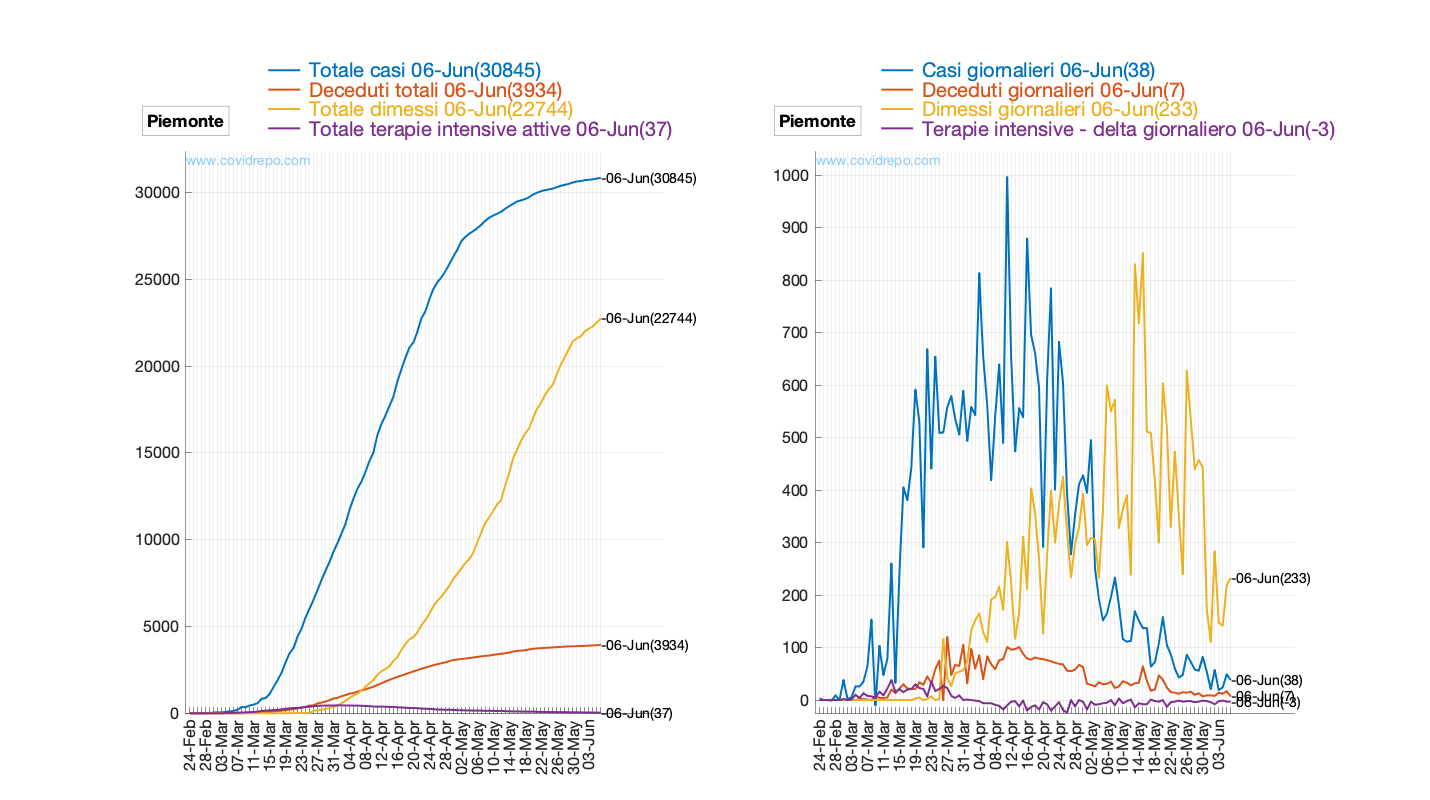 Totale casi 06-Jun(30845)
Deceduti totali 06-Jun(3934)
Totale dimessi 06-Jun(22744)
Totale terapie intensive attive 06-Jun(37)
Piemonte
www.covidrepo.com
30000
25000
20000
15000
10000
5000
0
-06-Jun(30845)
-06-Jun(22744)
-06-Jun(3934)
-06-Jun(37)
24-Feb
28-Feb
03-Mar
07-Mar
11-Mar
15-Mar
19-Mar
23-Mar
27-Mar
31-Mar
04-Apr
08-Apr
12-Apr
16-Apr
20-Apr
24-Apr
28-Apr
02-May
06-May
10-May
14-May
18-May
22-May
26-May
30-May
03-Jun
Casi giornalieri 06-Jun(38)
Deceduti giornalieri 06-Jun(7)
Dimessi giornalieri 06-Jun(233)
Terapie intensive - delta giornaliero 06-Jun(-3)
Piemonte
www.covidrepo.com
1000
900
800
700
600
500
400
300
200
100
0
-06-Jun(233)
-06-Jun(38)
-06-Jun(7)
-06-Jun(-3)
24-Feb
28-Feb
03-Mar
07-Mar
11-Mar
15-Mar
19-Mar
23-Mar
27-Mar
31-Mar
04-Apr
08-Apr
12-Apr
16-Apr
20-Apr
24-Apr
28-Apr
02-May
06-May
10-May
14-May
18-May
22-May
26-May
30-May
03-Jun